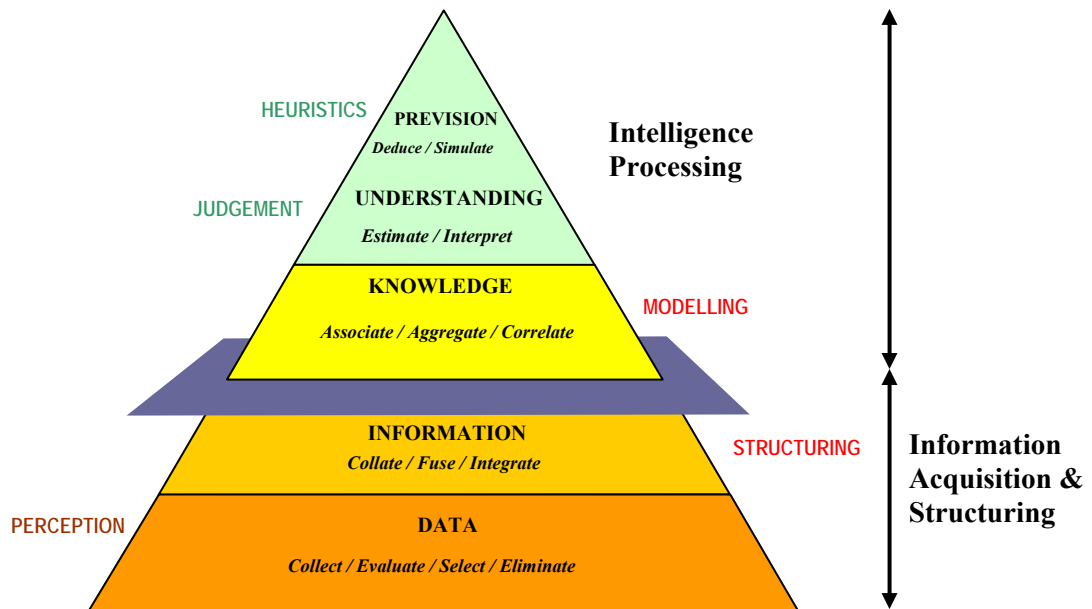 HEURISTICS
PREVISION
Deduce / Simulate
Intelligence
Processing
JUDGEMENT
UNDERSTANDING
Estimate / Interpret
KNOWLEDGE
MODELLING
Associate / Aggregate / Correlate
INFORMATION
STRUCTURING
Collate / Fuse / Integrate
Information
Acquisition &
Structuring
PERCEPTION
DATA
Collect / Evaluate / Select / Eliminate